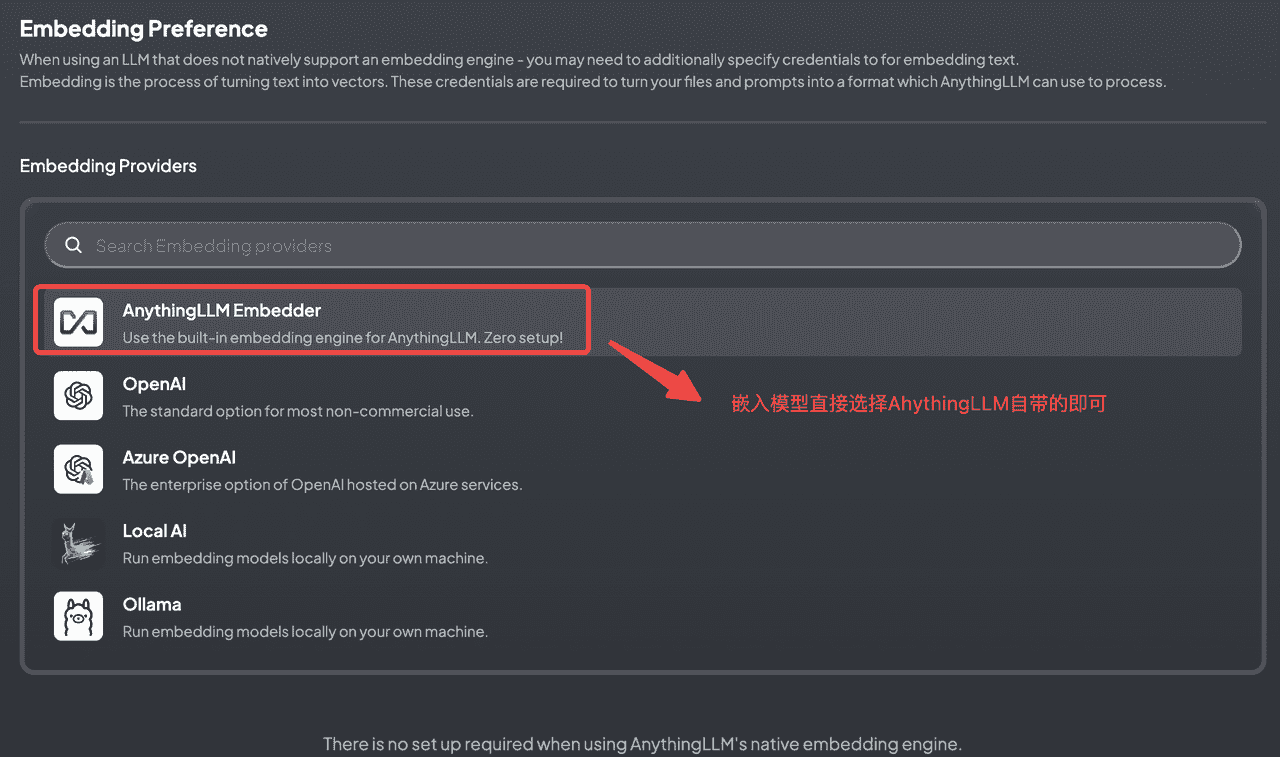 Embedding Preference
When using an LLM that does not natively support an embedding engine - you may need to additionally specify credentials to for embedding text.
Embedding is the process of turning text into vectors. These credentials are required to turn your files and prompts into a format which AnythingLLM can use to process.
Embedding Providers
Search Embedding providers
AnythingLLM Embedder
Use the built-in embedding engine for AnythingLLM. Zero setup!
OpenAI
The standard option for most non-commercial use.
嵌入模型直接选择AhythingLLM自带的即可
Azure OpenAI
The enterprise option of OpenAI hosted on Azure services.
Local AI
Run embedding models locally on your own machine.
Ollama
Run embedding models locally on your own machine.
There is no set up required when using AnythingLLM's native embedding engine.